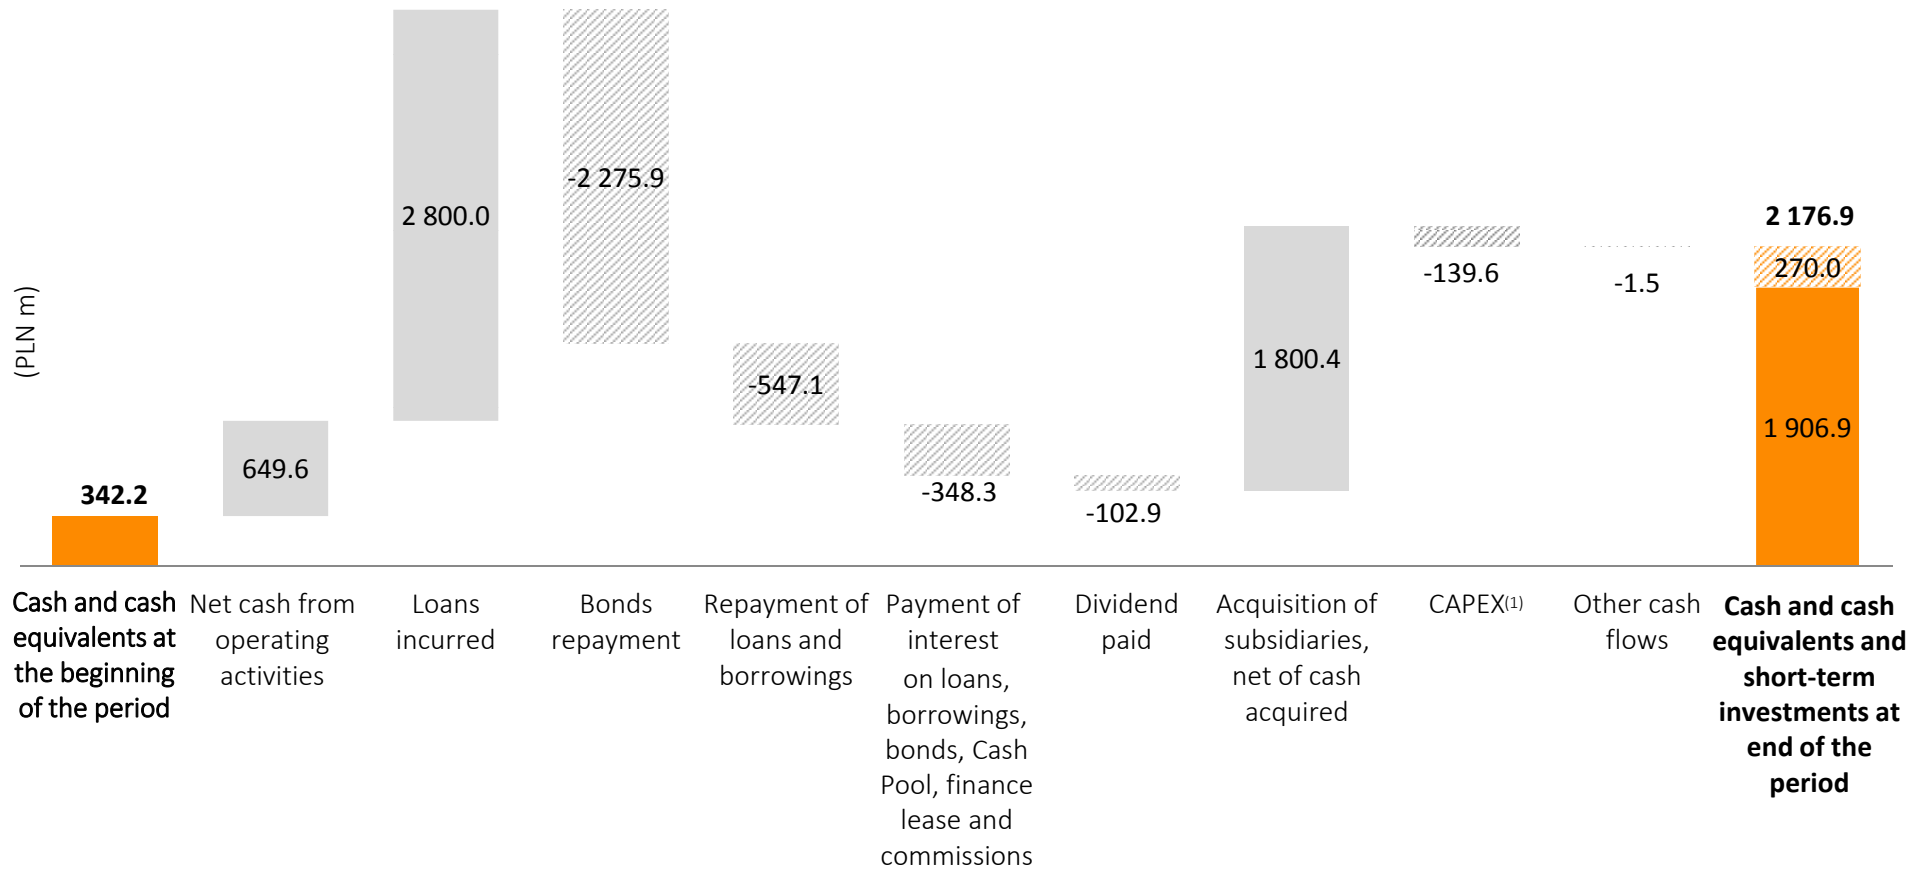 (PLN m)
342.2
649.6
2 800.0
-2 275.9
-547.1
-348.3
-102.9
1 800.4
-139.6
-1.5
2 176.9
270.0
1 906.9
Cash and cash
equivalents at
the beginning
of the period
Net cash from
operating
activities
Loans
incurred
Bonds
repayment
Repayment of
loans and
borrowings
Payment of
interest
on loans,
borrowings,
bonds, Cash
Pool, finance
lease and
commissions
Dividend
paid
Acquisition of
subsidiaries,
net of cash
acquired
CAPEX(1)
Other cash
flows
Cash and cash
equivalents and
short-term
investments at
end of the
period